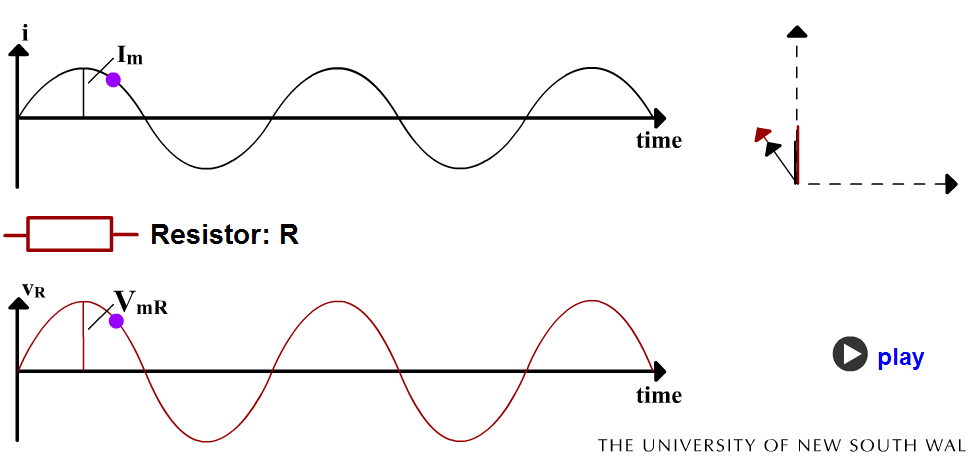 i
Im
time
Resistor: R
vR
VmR
time
play
THE UNIVERSITY OF NEW SOUTH WAL